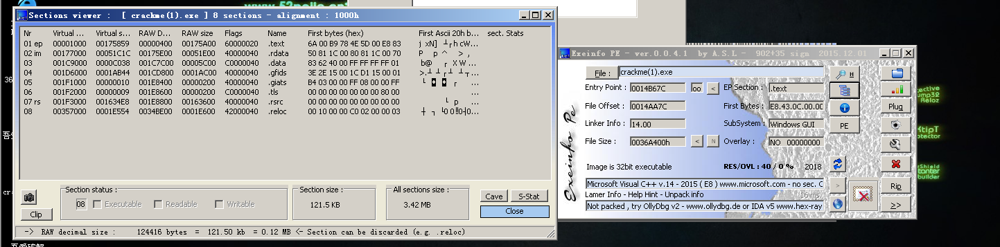 www.52pojie.cn
Sections viewer :  [ crackme(1).exe ] 8 sections - alignment : 1000h
Nr Virtual ... Virtual s... RAW D... RAW size Flags Name First bytes (hex) First Ascii 20h b... sect. Stats
01 ep 00001000 00175859 00000400 00175A00 60000020 .text 6A 00 B9 78 4E 5D 00 E8 83 j xN] ┘┌hcW...
02 im 00177000 00051C1C 00175E00 00051E00 40000040 .rdata 50 81 1C 00 80 81 1C 00 70 P p ^ > , ...
03 001C9000 0000C038 001C7C00 00005C00 C0000040 .data 83 62 40 00 FF FF FF FF 01 b@ ┌ X W...
04 001D6000 0001AB44 001CD800 0001AC00 40000040 .gfids 3E 2E 15 00 1C D1 15 00 01
05 001F1000 00000010 001E8400 00000200 40000040 .giats B4 03 00 00 FF 08 00 00 FF
06 001F2000 00000009 001E8600 00000200 C0000040 .tls 00 00 00 00 00 00 00 80 00 ...
07 rs 001F3000 001634E8 001E8800 00163600 40000040 .rsrc 00 00 00 00 00 00 00 00 00 └ p ...
08 00357000 0001E554 0034BE00 0001E600 42000040 .reloc 00 10 00 00 C0 02 00 00 03
Section status :
08 Executable Readable Writable
Section size :
121.5 KB
All sections size :
3.42 MB
Cave S-Stat
Clip
Close
-> RAW decimal size : 124416 bytes = 121.50 kb = 0.12 MB <- Section can be discarded (e.g. .reloc)
Exeinfo PE - ver.0.0.4.1 by A.S.L - 902+35 sign 2015.12.01
File : crackme(1).exe
H
Entry Point : 0014B67C oo < EP Section : .text
File Offset : 0014AA7C First Bytes : E8.43.0C.00.00
Plug
Linker Info : 14.00 SubSystem : Windows GUI
PE
File Size : 0036A400h < N Overlay : NO 00000000
Image is 32bit executable RES/OVL : 40 / 0 % 2018
Microsoft Visual C++ v.14 - 2015 ( E8 ) www.microsoft.com - no sec. C
>
Rip
Lamer Info - Help Hint - Unpack info 16 ms.
Not packed , try OllyDbg v2 - www.ollydbg.de or IDA v5 www.hex-ray
>>
Exeinfo Pe
吾爱破解